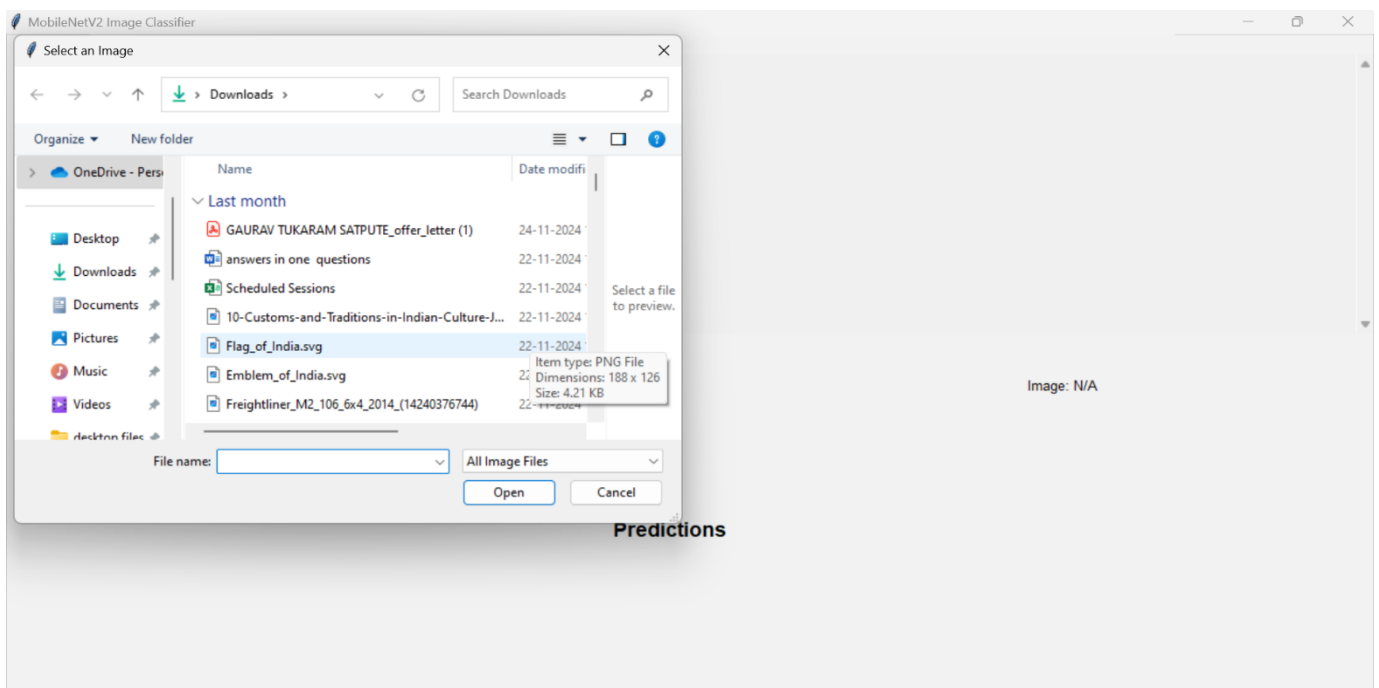 MobileNetV2 Image Classifier
Select an Image
Downloads
Search Downloads
Organize New folder
OneDrive - Pers
Name Date modifi
Last month
GAURAV TUKARAM SATPUTE_offer_letter (1) 24-11-2024
Desktop
answers in one questions 22-11-2024
Downloads
Scheduled Sessions 22-11-2024
Select a file
to preview.
Documents
10-Customs-and-Traditions-in-Indian-Culture-J... 22-11-2024
Pictures
Flag_of_India.svg 22-11-2024
Item type: PNG File
Dimensions: 188 x 126
Size: 4.21 KB
Music
Emblem_of_India.svg 22
Videos
Freightliner_M2_106_6x4_2014_(14240376744) 22-11-2024
desktop files
Image: N/A
File name: All Image Files
Open Cancel
Predictions